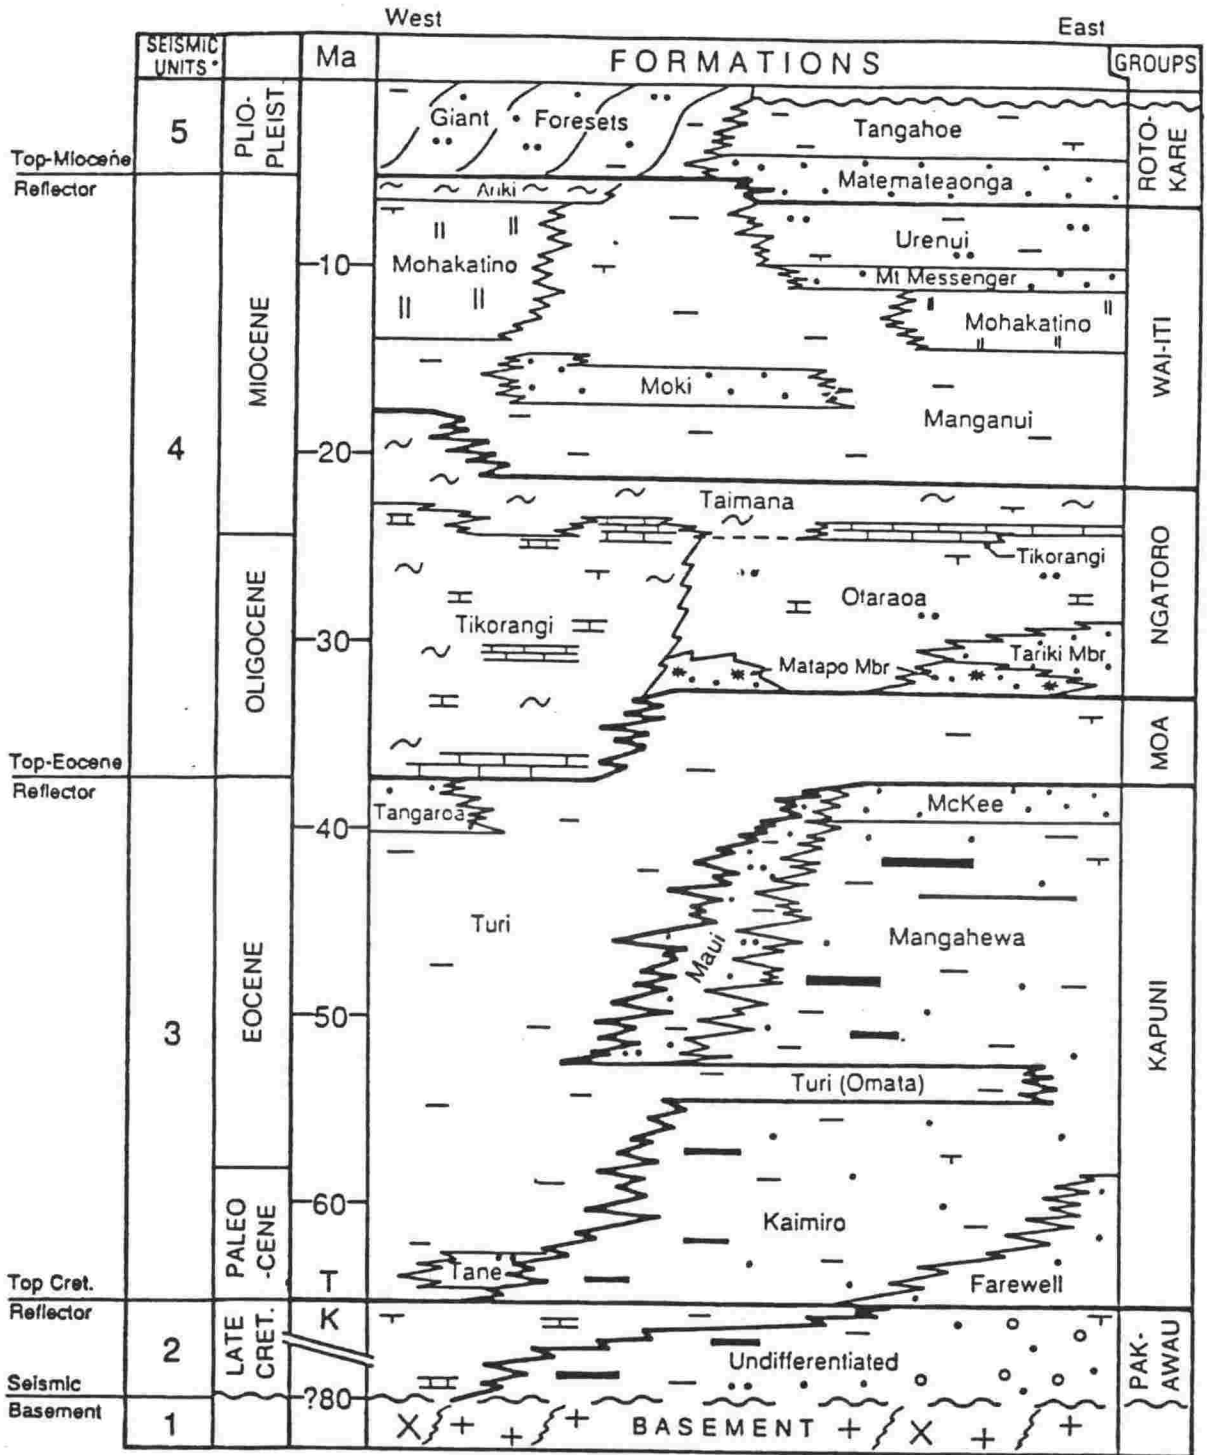 West
East
SEISMIC UNITS*
Ma
FORMATIONS
GROUPS
5
PLIO-PLEIST.
Giant Foresets
Tangahoe
ROTO-KARE
Top-Miocene
Reflector
Ariki
Matemateaonga
Urenui
10
Mohakatino
Mt Messenger
Mohakatino
MIOCENE
WAI-ITI
Moki
Manganui
4
20
Taimana
Tikorangi
Otaraoa
OLIGOCENE
NGATORO
Tikorangi
30
Matapo Mbr
Tariki Mbr
MOA
Top-Eocene
Reflector
Tangaroa
McKee
40
Turi
Maui
Mangahewa
EOCENE
3
50
KAPUNI
Turi (Omata)
60
Kaimiro
PALEO-CENE
Tane
Farewell
Top Cret.
T
Reflector
K
LATE CRET.
2
Undifferentiated
PAK-AWAU
Seismic
?80
Basement
1
BASEMENT